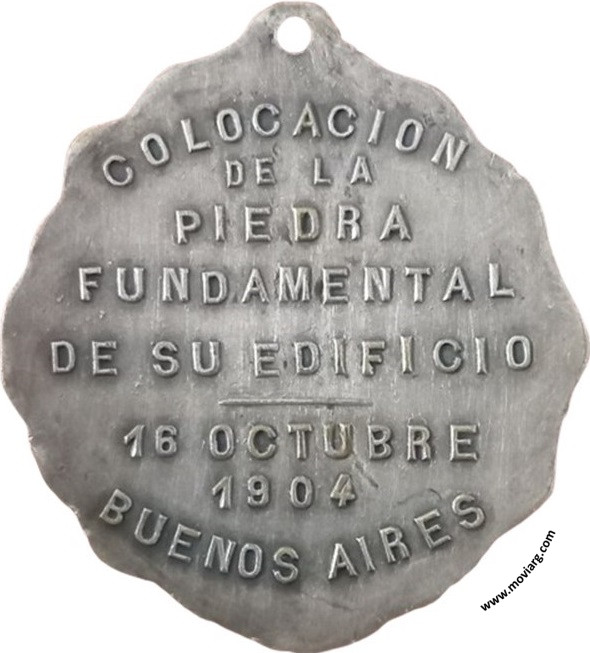 COLOCACION
DE LA
PIEDRA
FUNDAMENTAL
DE SU EDIFICIO
16 OCTUBRE
1904
BUENOS AIRES
www.moviarg.com